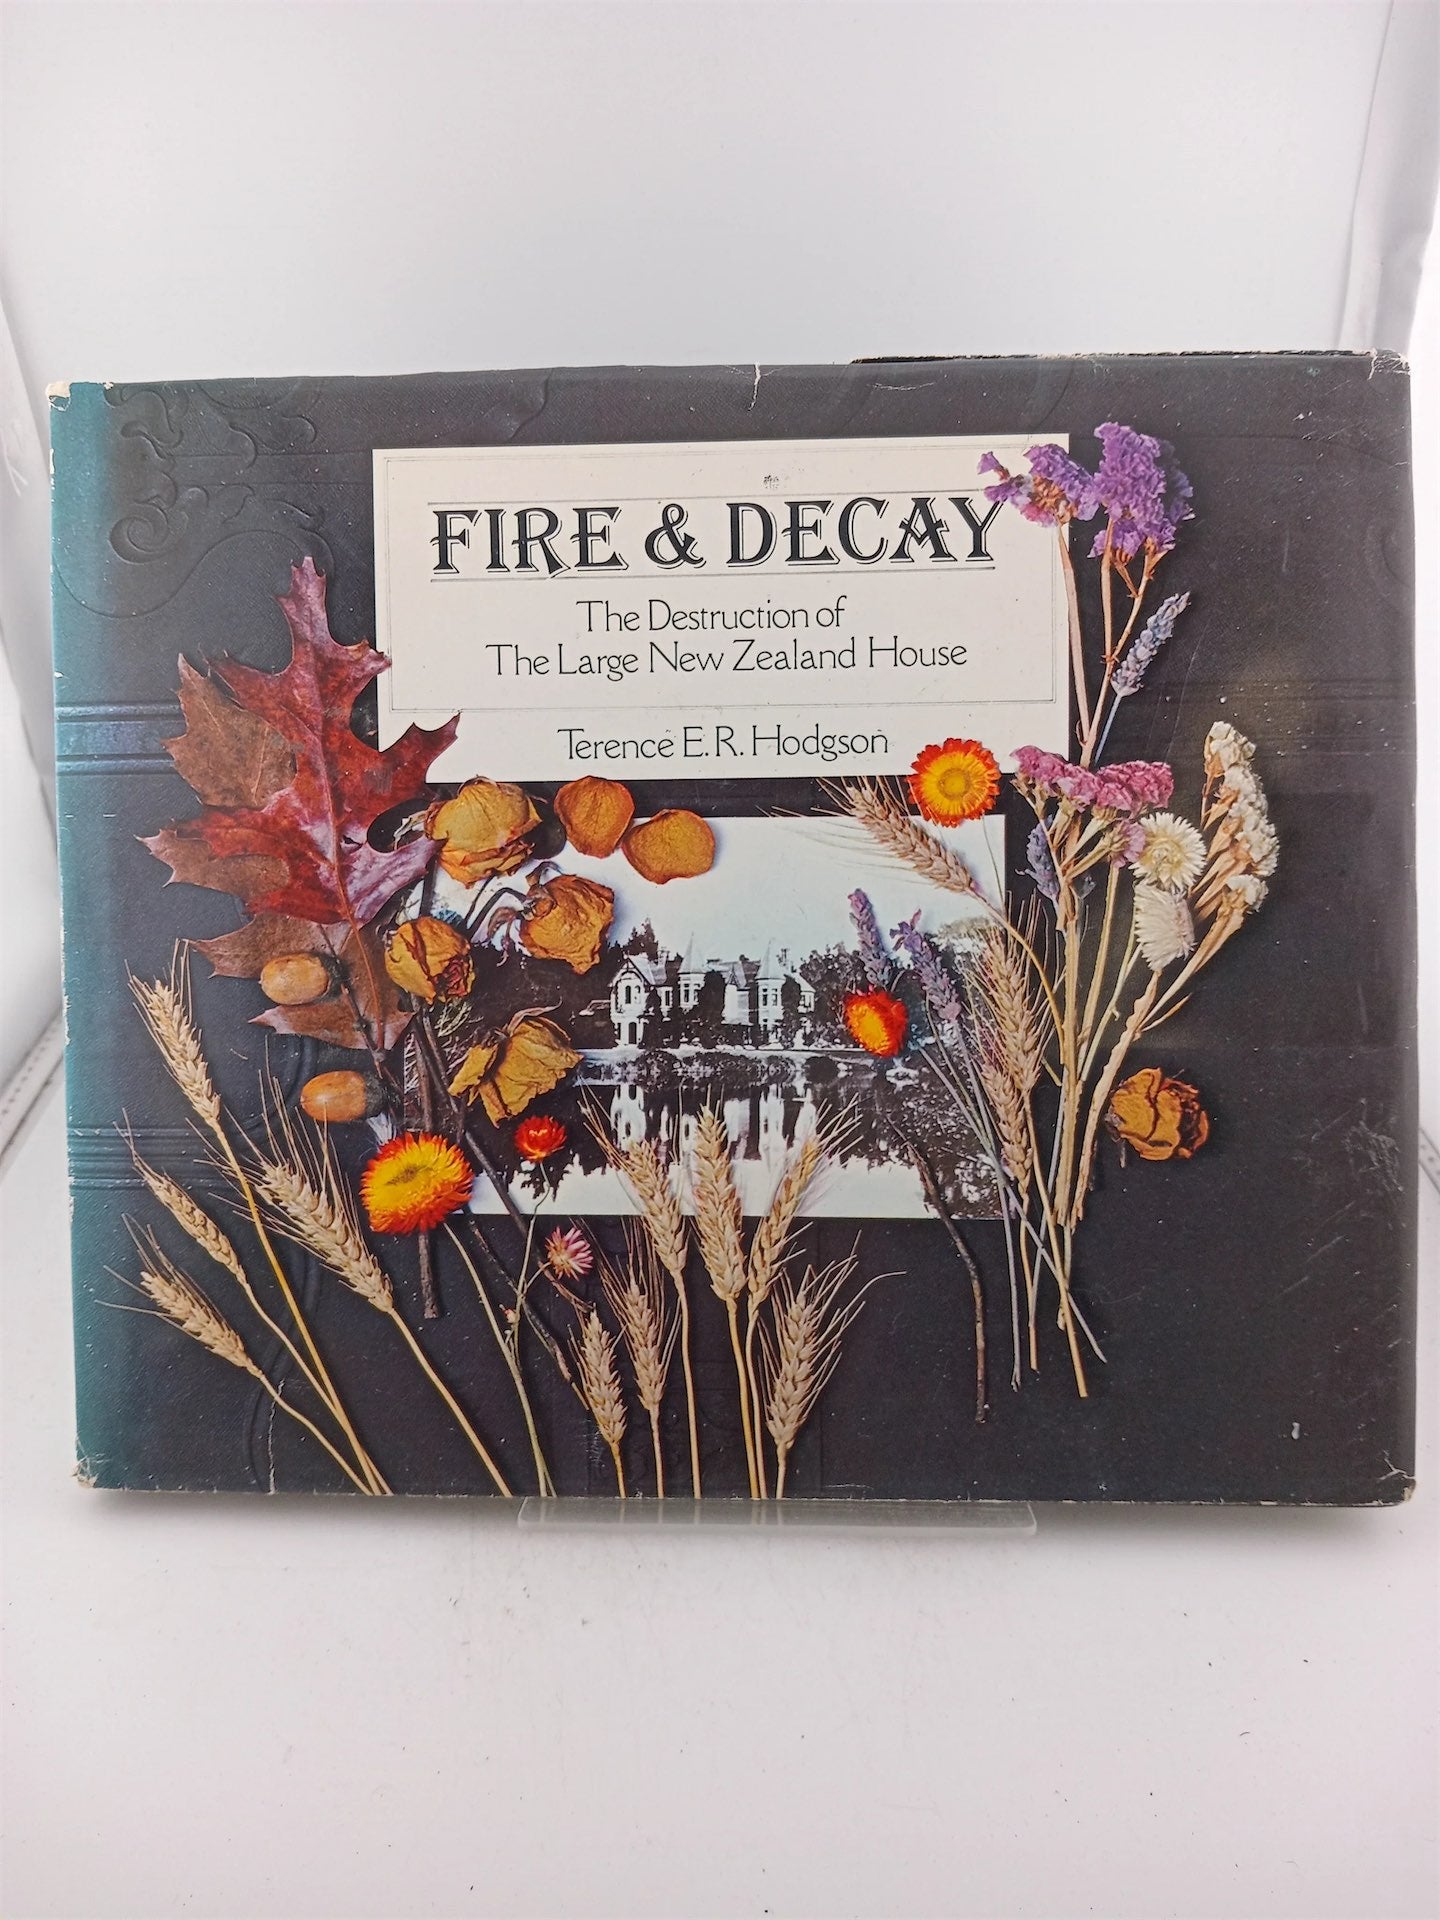 FIRE & DECAY
The Destruction of
The Large New Zealand House
Terence E.R. Hodgson